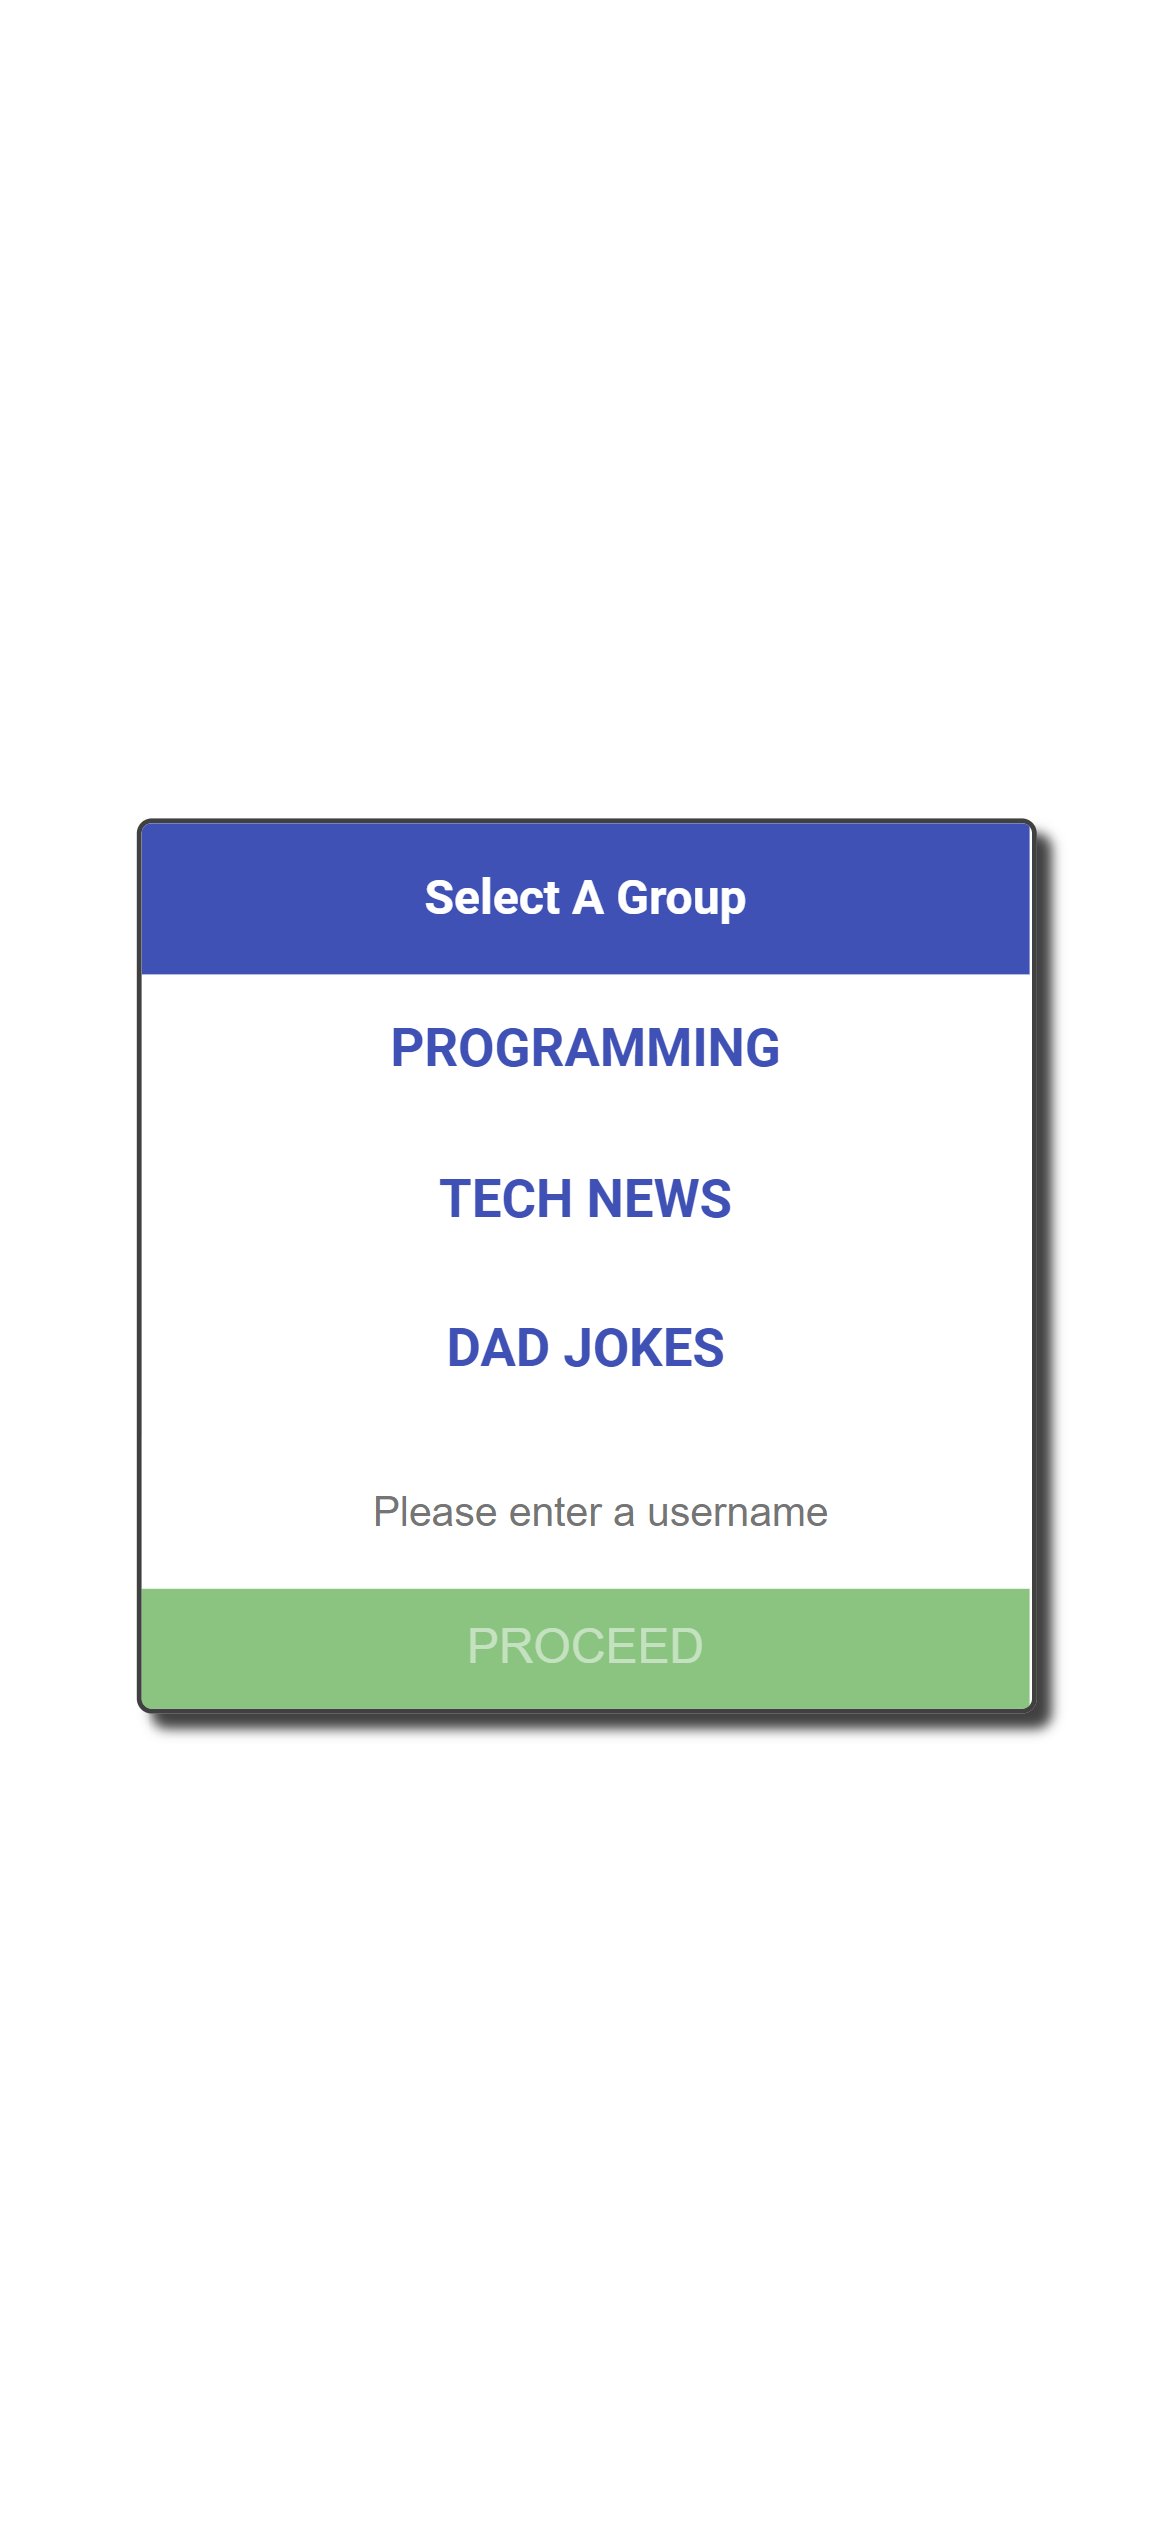 Select A Group
PROGRAMMING
TECH NEWS
DAD JOKES
Please enter a username
PROCEED